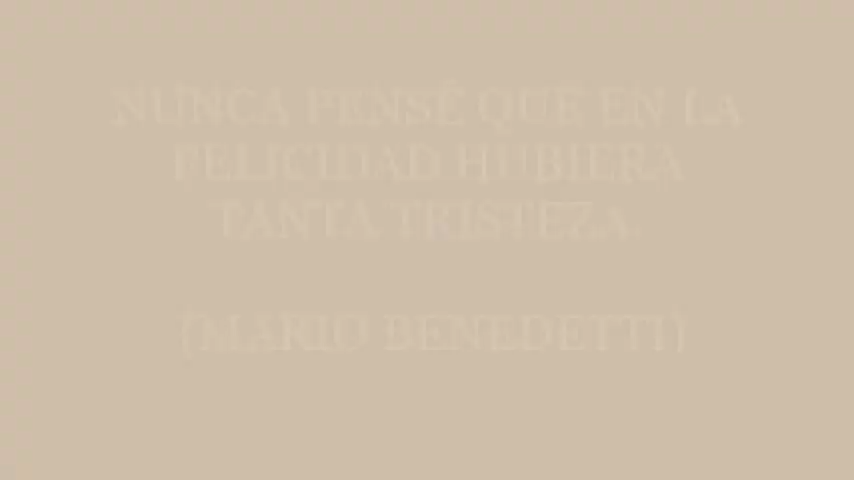 NUNCA PENSÉ QUE EN LA
FELICIDAD HUBIERA
TANTA TRISTEZA.
(MARIO BENEDETTI)